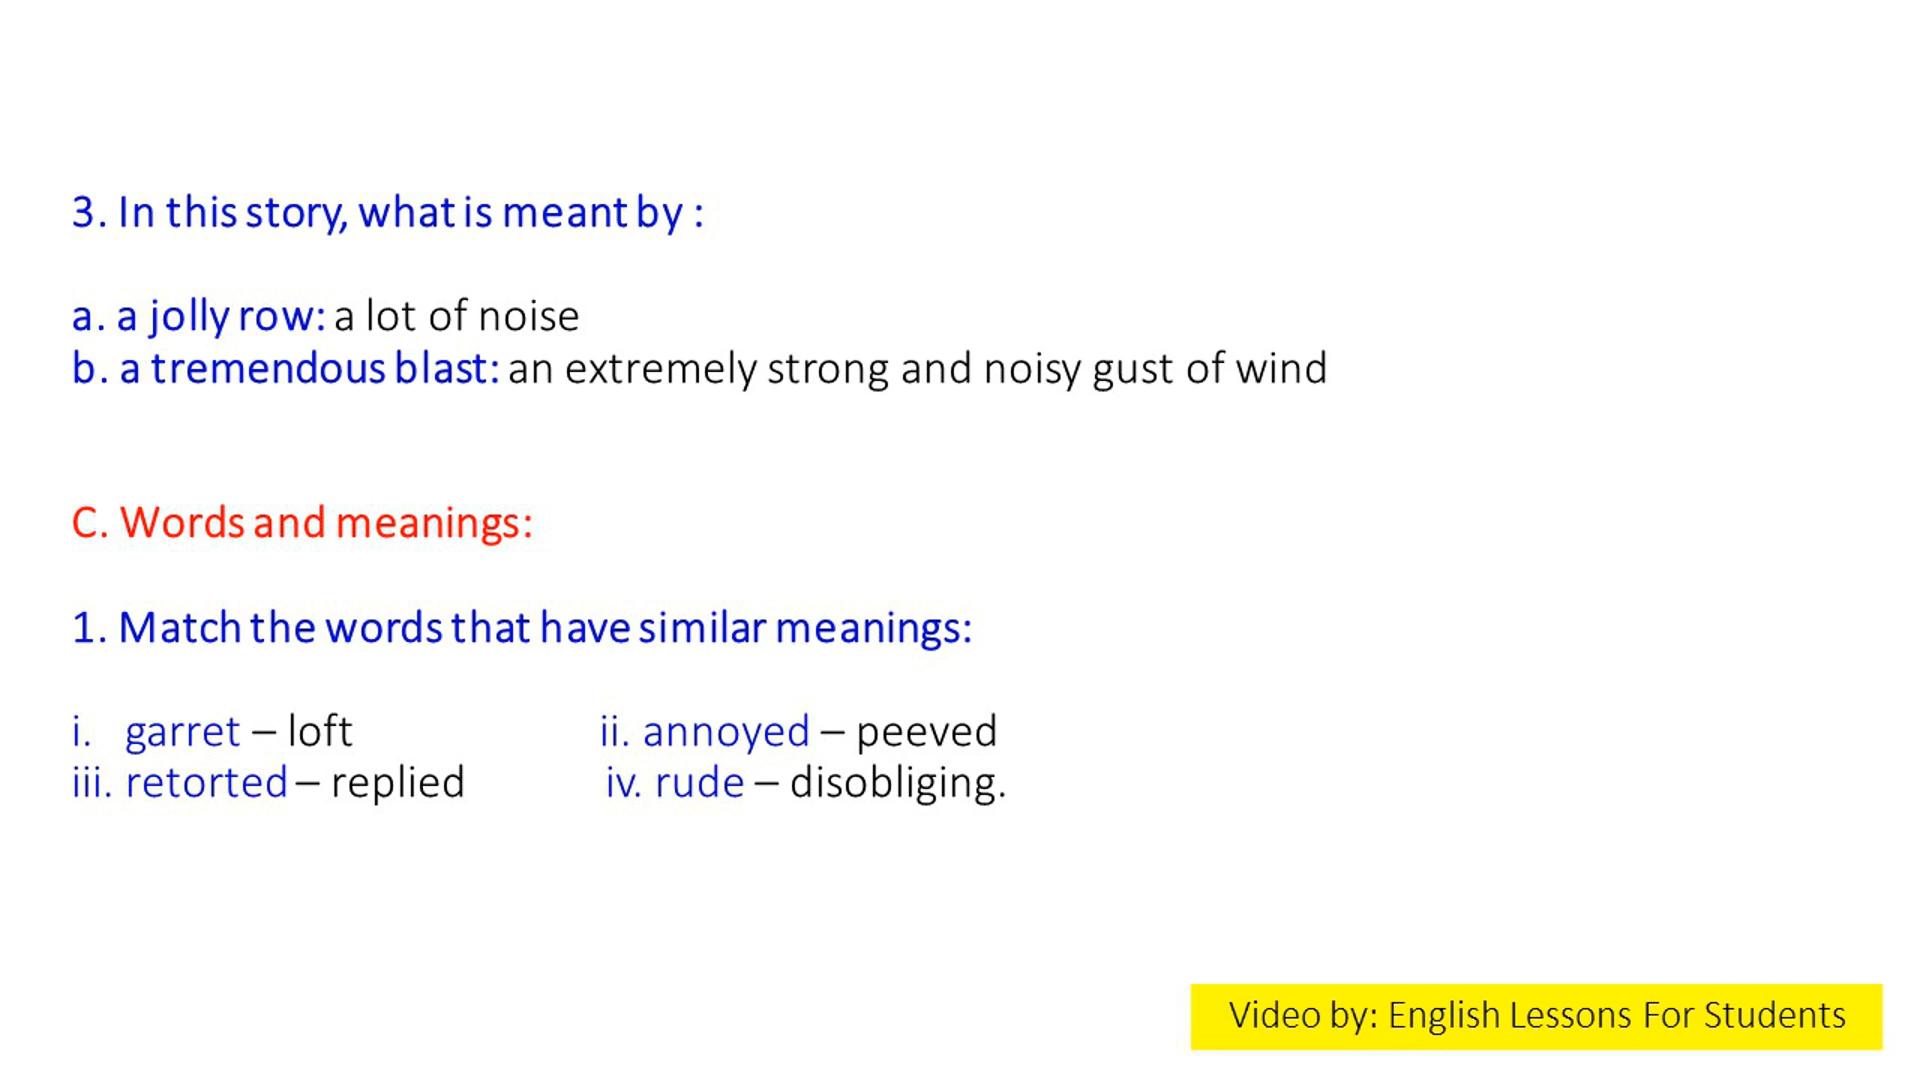 3. In this story, what is meant by :
a. a jolly row: a lot of noise
b. a tremendous blast: an extremely strong and noisy gust of wind
C. Words and meanings:
1. Match the words that have similar meanings:
i. garret – loft ii. annoyed – peeved
iii. retorted – replied iv. rude – disobliging.
Video by: English Lessons For Students